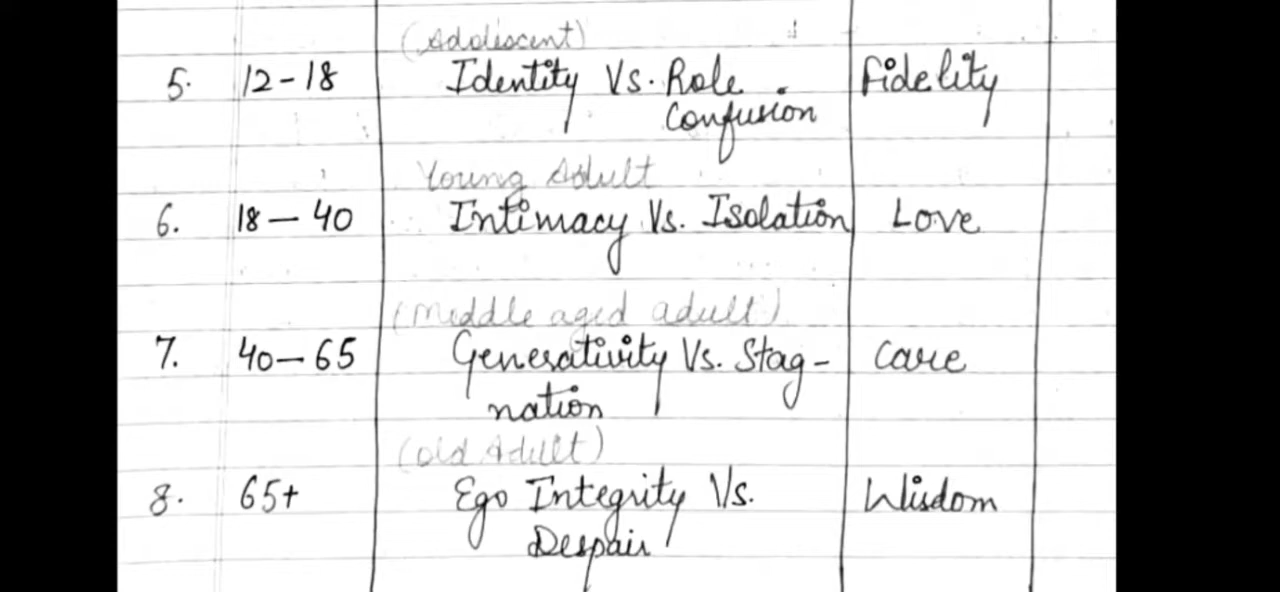 (Adoliscent)
5. 12-18 Identity Vs. Role Fidelity
Confusion
Young Adult
6. 18 — 40 Intimacy Vs. Isolation Love
(Middle aged adult)
7. 40—65 Generativity Vs. Stag- Care
nation
(old Adult)
8. 65+ Ego Integrity Vs. Wisdom
Despair